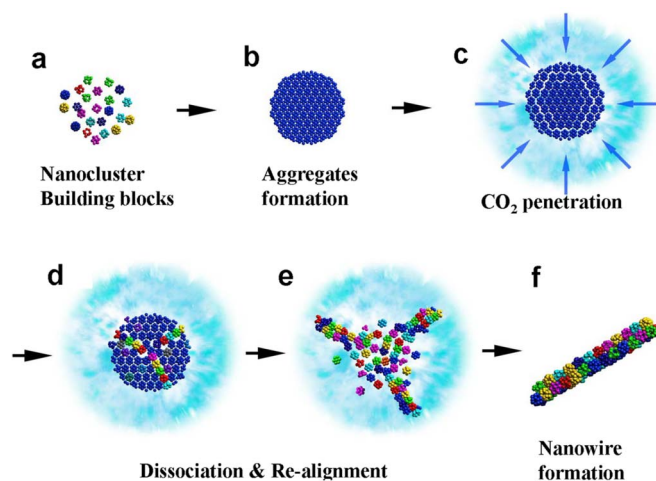 a
b
c
Nanocluster
Building blocks
Aggregates
formation
CO₂ penetration
d
e
f
Dissociation & Re-alignment
Nanowire
formation